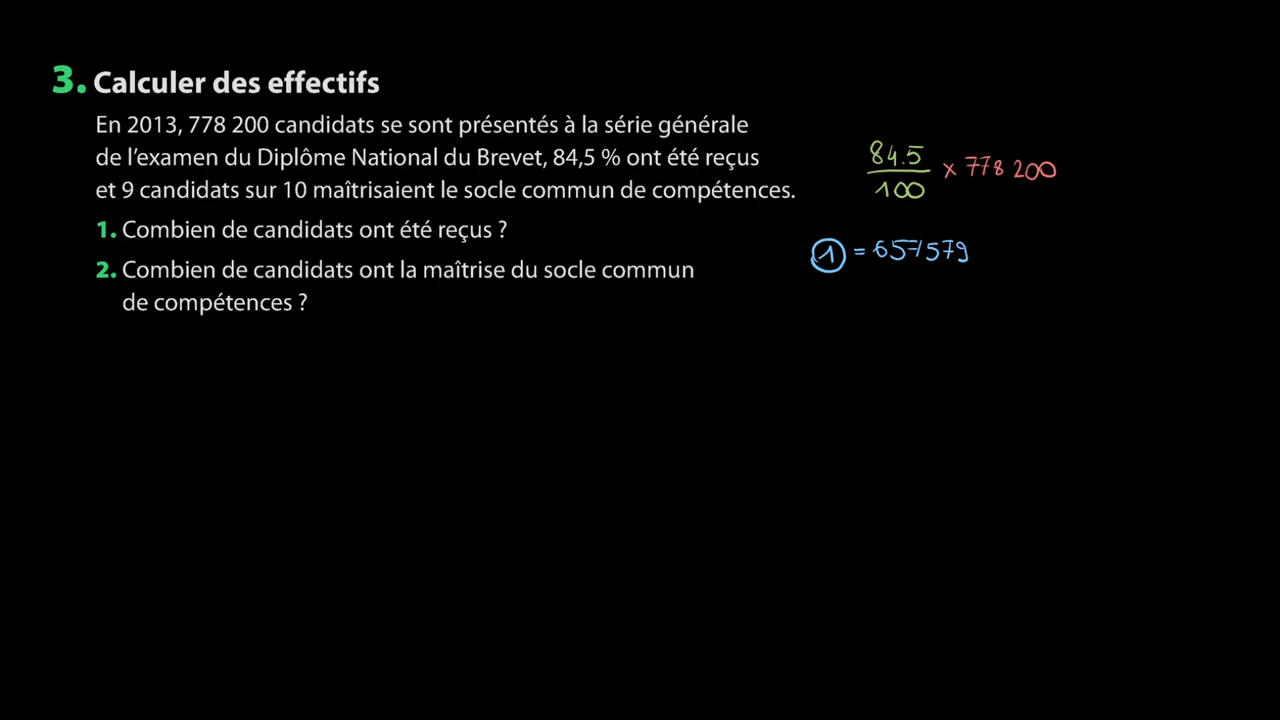 3. Calculer des effectifs
En 2013, 778 200 candidats se sont présentés à la série générale
de l’examen du Diplôme National du Brevet, 84,5 % ont été reçus
et 9 candidats sur 10 maîtrisaient le socle commun de compétences.
1. Combien de candidats ont été reçus ?
2. Combien de candidats ont la maîtrise du socle commun
de compétences ?
84.5
100
x 778 200
1 = 657579